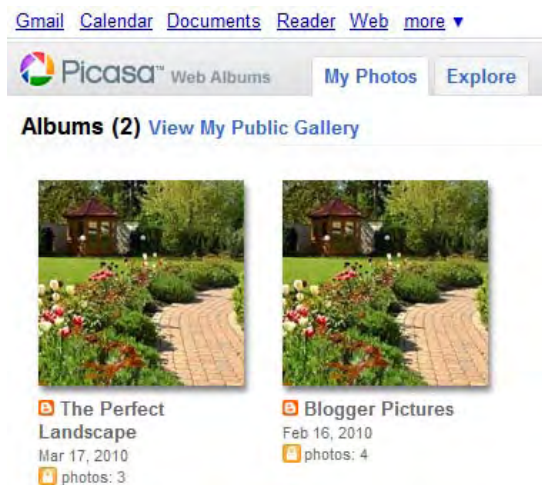 Gmail Calendar Documents Reader Web more ▼
Picasa™ Web Albums My Photos Explore
Albums (2) View My Public Gallery
The Perfect
Landscape
Mar 17, 2010
photos: 3
Blogger Pictures
Feb 16, 2010
photos: 4